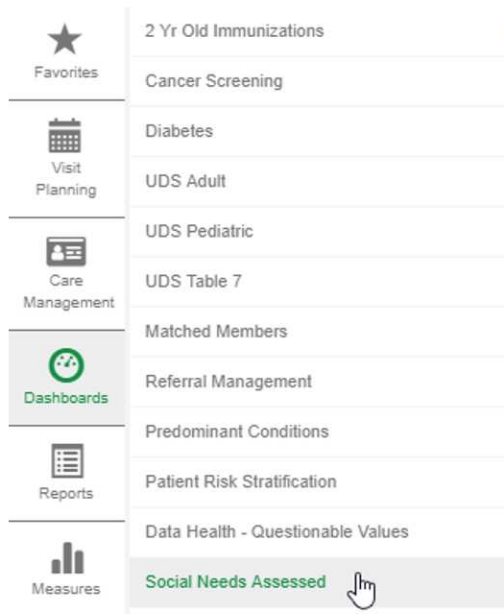 Favorites
Visit
Planning
Care
Management
Dashboards
Reports
Measures
2 Yr Old Immunizations
Cancer Screening
Diabetes
UDS Adult
UDS Pediatric
UDS Table 7
Matched Members
Referral Management
Predominant Conditions
Patient Risk Stratification
Data Health - Questionable Values
Social Needs Assessed